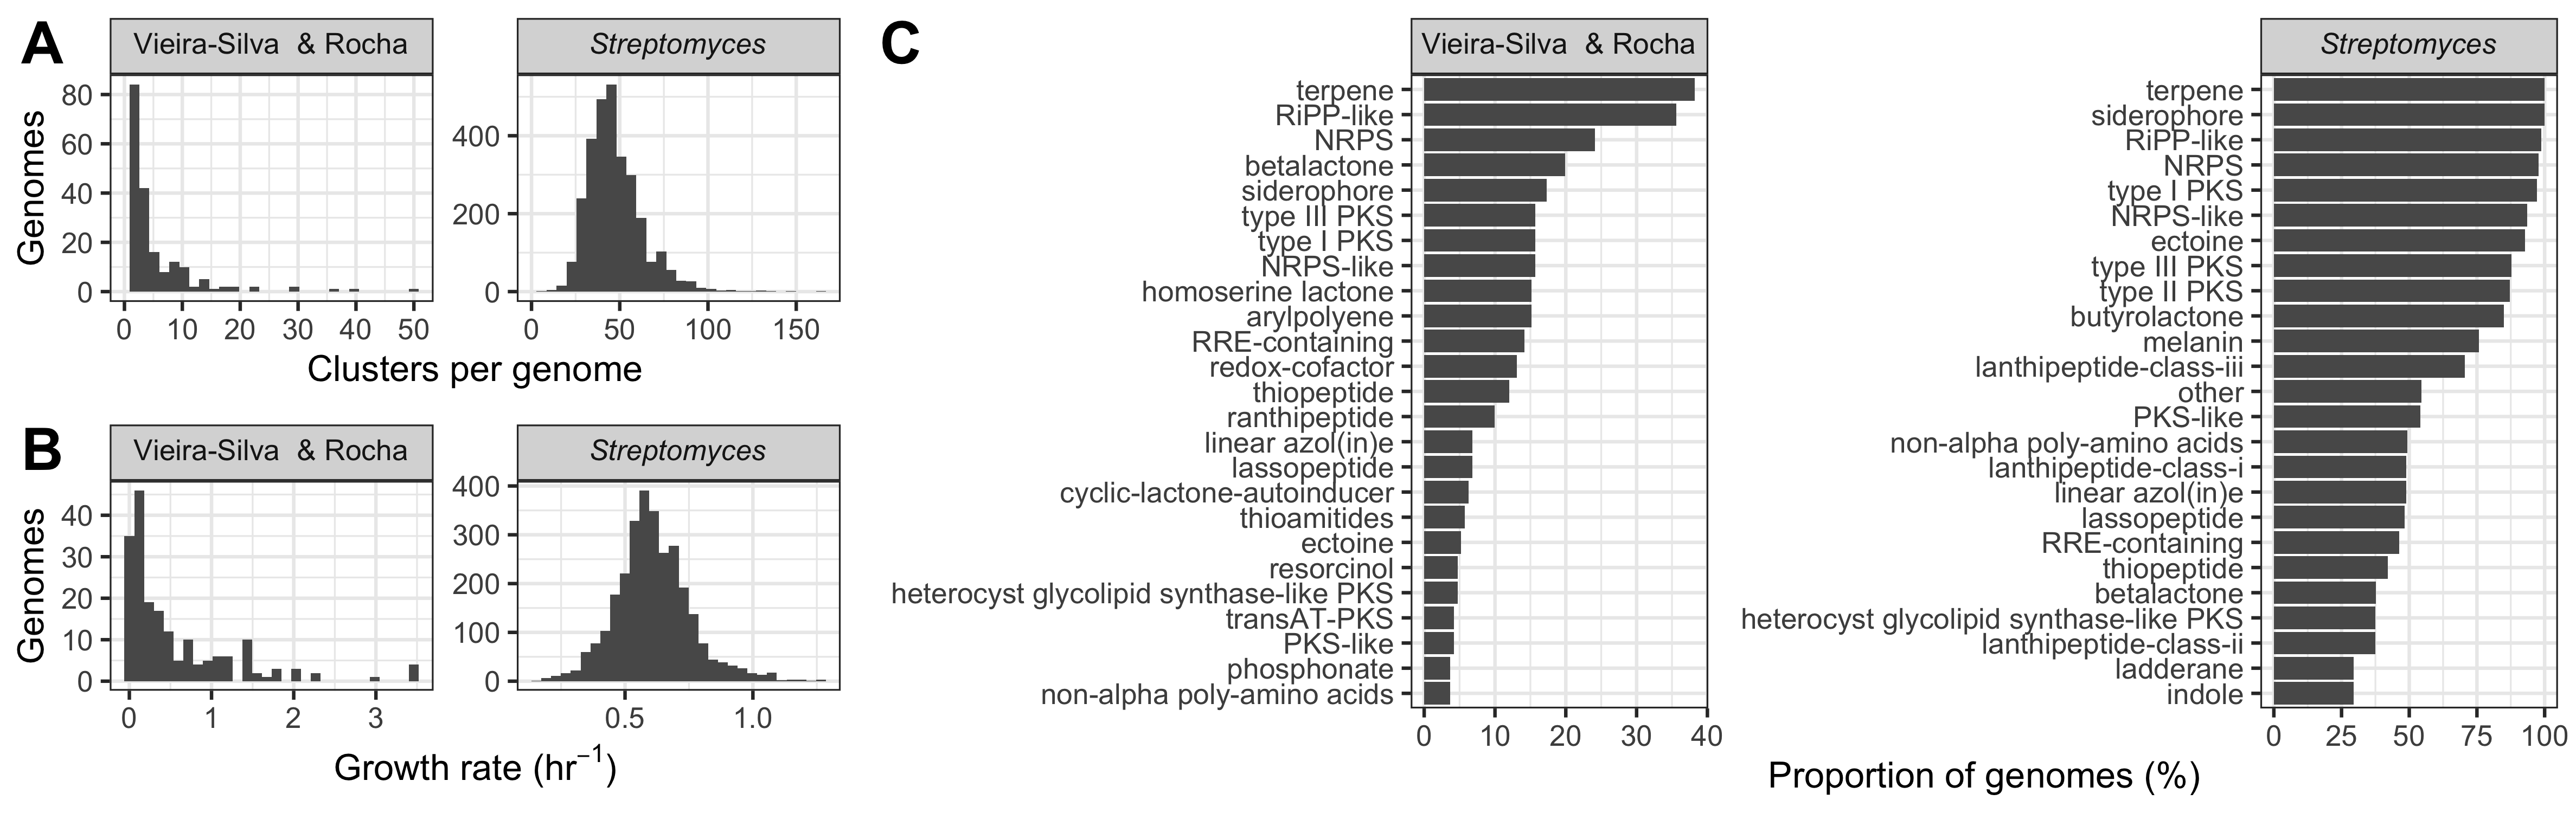 A
Vieira-Silva & Rocha
Streptomyces
Genomes
80
60
40
20
0
400
200
0
0 10 20 30 40 50
0 50 100 150
Clusters per genome
B
Vieira-Silva & Rocha
Streptomyces
Genomes
40
30
20
10
0
400
300
200
100
0
0 1 2 3
0.5 1.0
Growth rate (hr⁻¹)
C
Vieira-Silva & Rocha
terpene
RiPP-like
NRPS
betalactone
siderophore
type III PKS
type I PKS
NRPS-like
homoserine lactone
arylpolyene
RRE-containing
redox-cofactor
thiopeptide
ranthipeptide
linear azol(in)e
lassopeptide
cyclic-lactone-autoinducer
thioamitides
ectoine
resorcinol
heterocyst glycolipid synthase-like PKS
transAT-PKS
PKS-like
phosphonate
non-alpha poly-amino acids
0 10 20 30 40
Streptomyces
terpene
siderophore
RiPP-like
NRPS
type I PKS
NRPS-like
ectoine
type III PKS
type II PKS
butyrolactone
melanin
lanthipeptide-class-iii
other
PKS-like
non-alpha poly-amino acids
lanthipeptide-class-i
linear azol(in)e
lassopeptide
RRE-containing
thiopeptide
betalactone
heterocyst glycolipid synthase-like PKS
lanthipeptide-class-ii
ladderane
indole
0 25 50 75 100
Proportion of genomes (%)